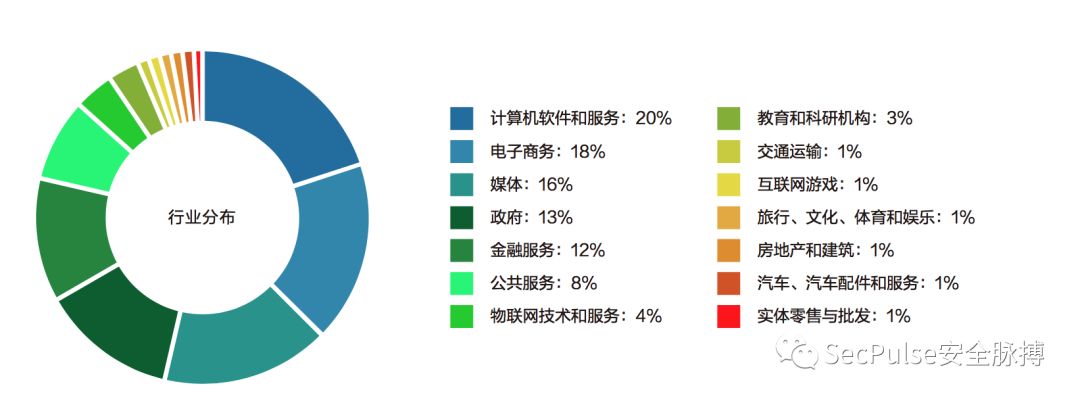 行业分布
计算机软件和服务：20%
电子商务：18%
媒体：16%
政府：13%
金融服务：12%
公共服务：8%
物联网技术和服务：4%
教育和科研机构：3%
交通运输：1%
互联网游戏：1%
旅行、文化、体育和娱乐：1%
房地产和建筑：1%
汽车、汽车配件和服务：1%
实体零售与批发：1%
SecPulse安全脉搏